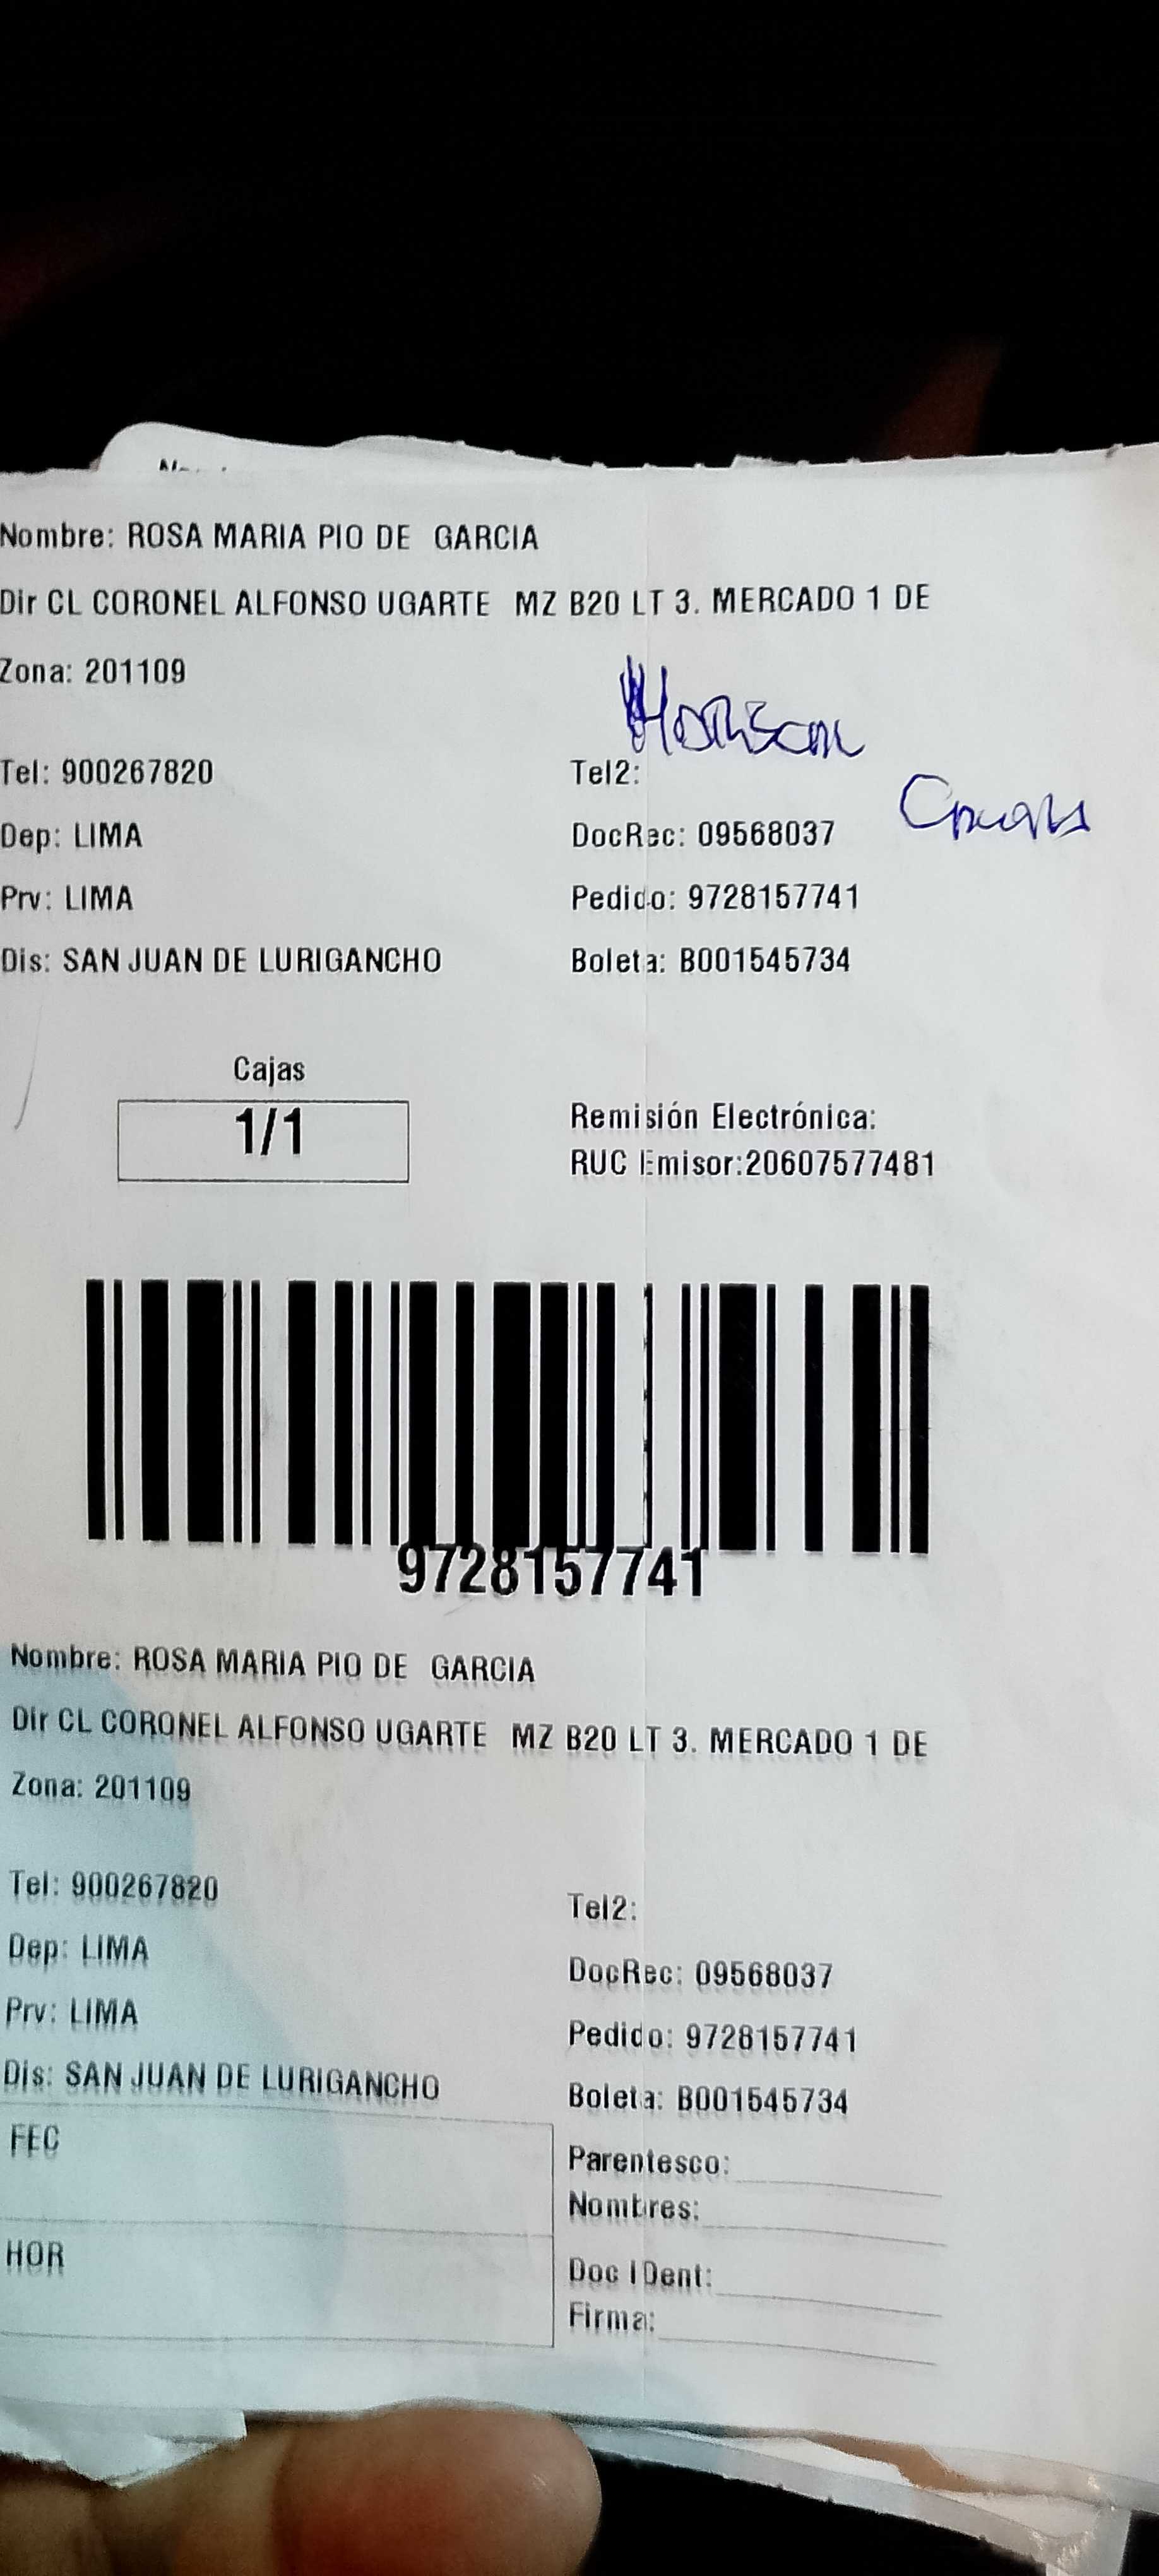 Nombre: ROSA MARIA PIO DE GARCIA
Dir CL CORONEL ALFONSO UGARTE MZ B20 LT 3. MERCADO 1 DE
Zona: 201109
Tel: 900267820 Tel2:
Dep: LIMA DocRec: 09568037
Prv: LIMA Pedido: 9728157741
Dis: SAN JUAN DE LURIGANCHO Boleta: B001545734
Cajas
1/1
Remisión Electrónica:
RUC Emisor:20607577481
9728157741
Nombre: ROSA MARIA PIO DE GARCIA
Dir CL CORONEL ALFONSO UGARTE MZ B20 LT 3. MERCADO 1 DE
Zona: 201109
Tel: 900267820 Tel2:
Dep: LIMA DocRec: 09568037
Prv: LIMA Pedido: 9728157741
Dis: SAN JUAN DE LURIGANCHO Boleta: B001545734
FEC Parentesco:
Nombres:
HOR Doc IDent:
Firma: